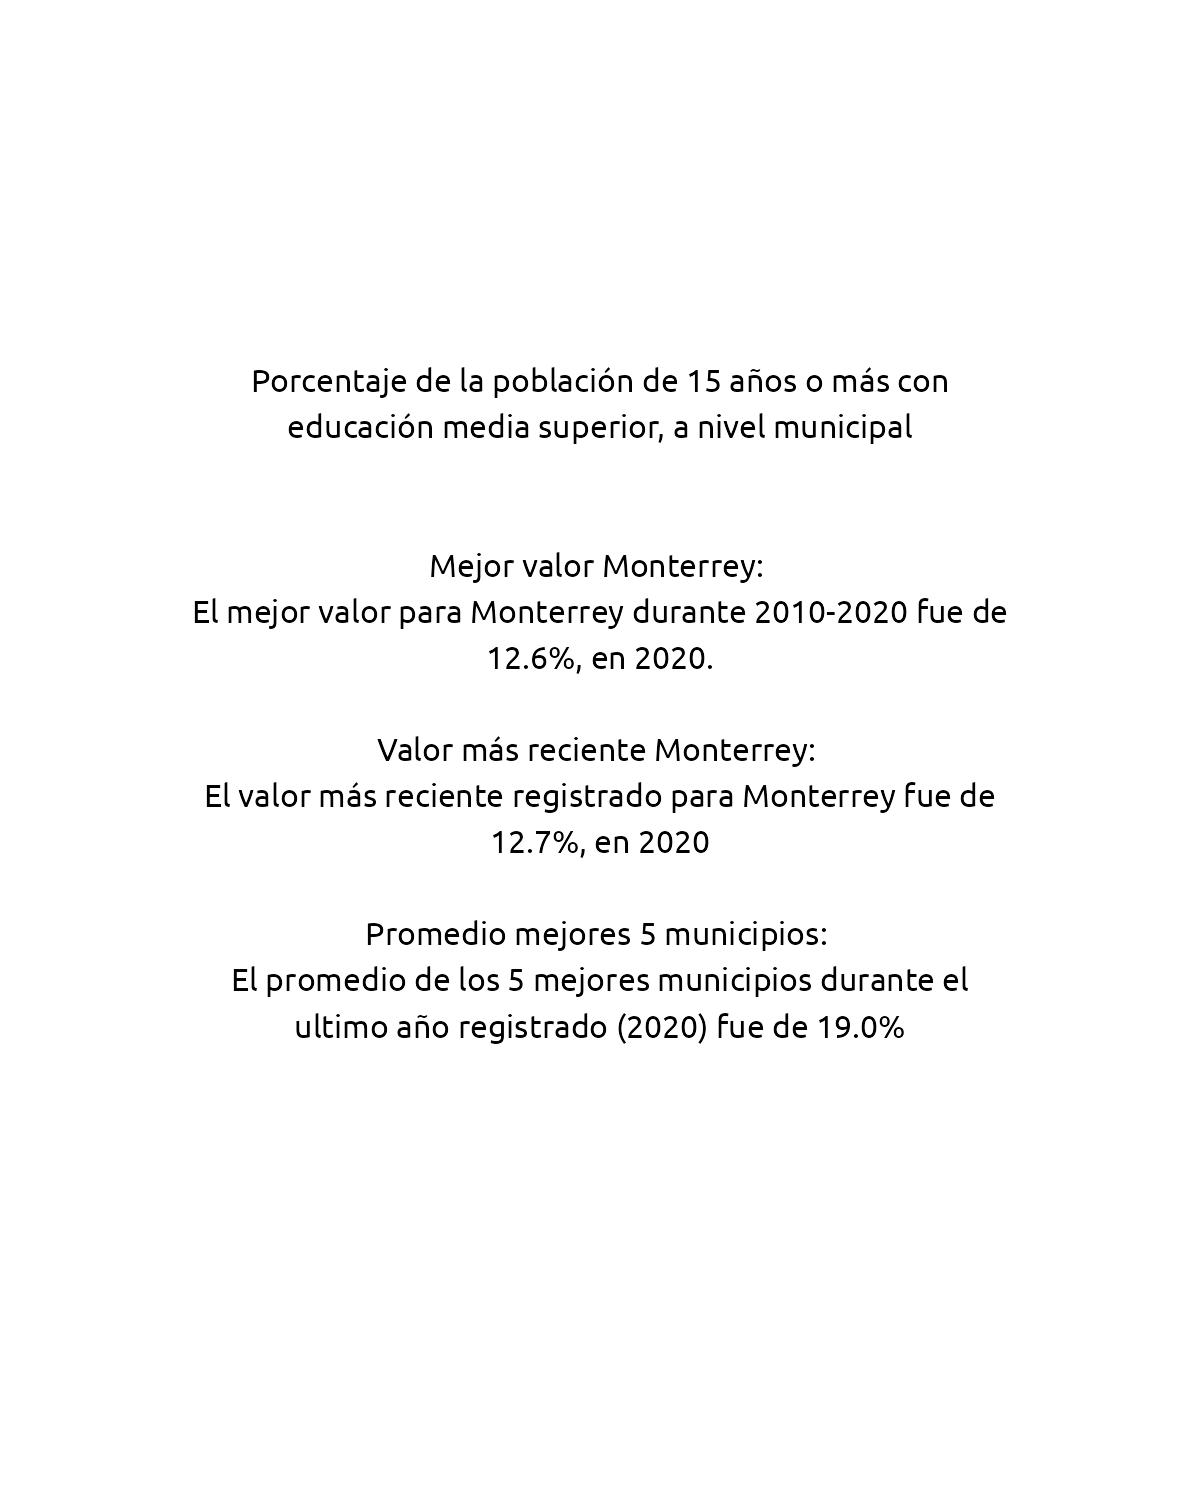 Porcentaje de la población de 15 años o más con
educación media superior, a nivel municipal
Mejor valor Monterrey:
El mejor valor para Monterrey durante 2010-2020 fue de
12.6%, en 2020.
Valor más reciente Monterrey:
El valor más reciente registrado para Monterrey fue de
12.7%, en 2020
Promedio mejores 5 municipios:
El promedio de los 5 mejores municipios durante el
ultimo año registrado (2020) fue de 19.0%